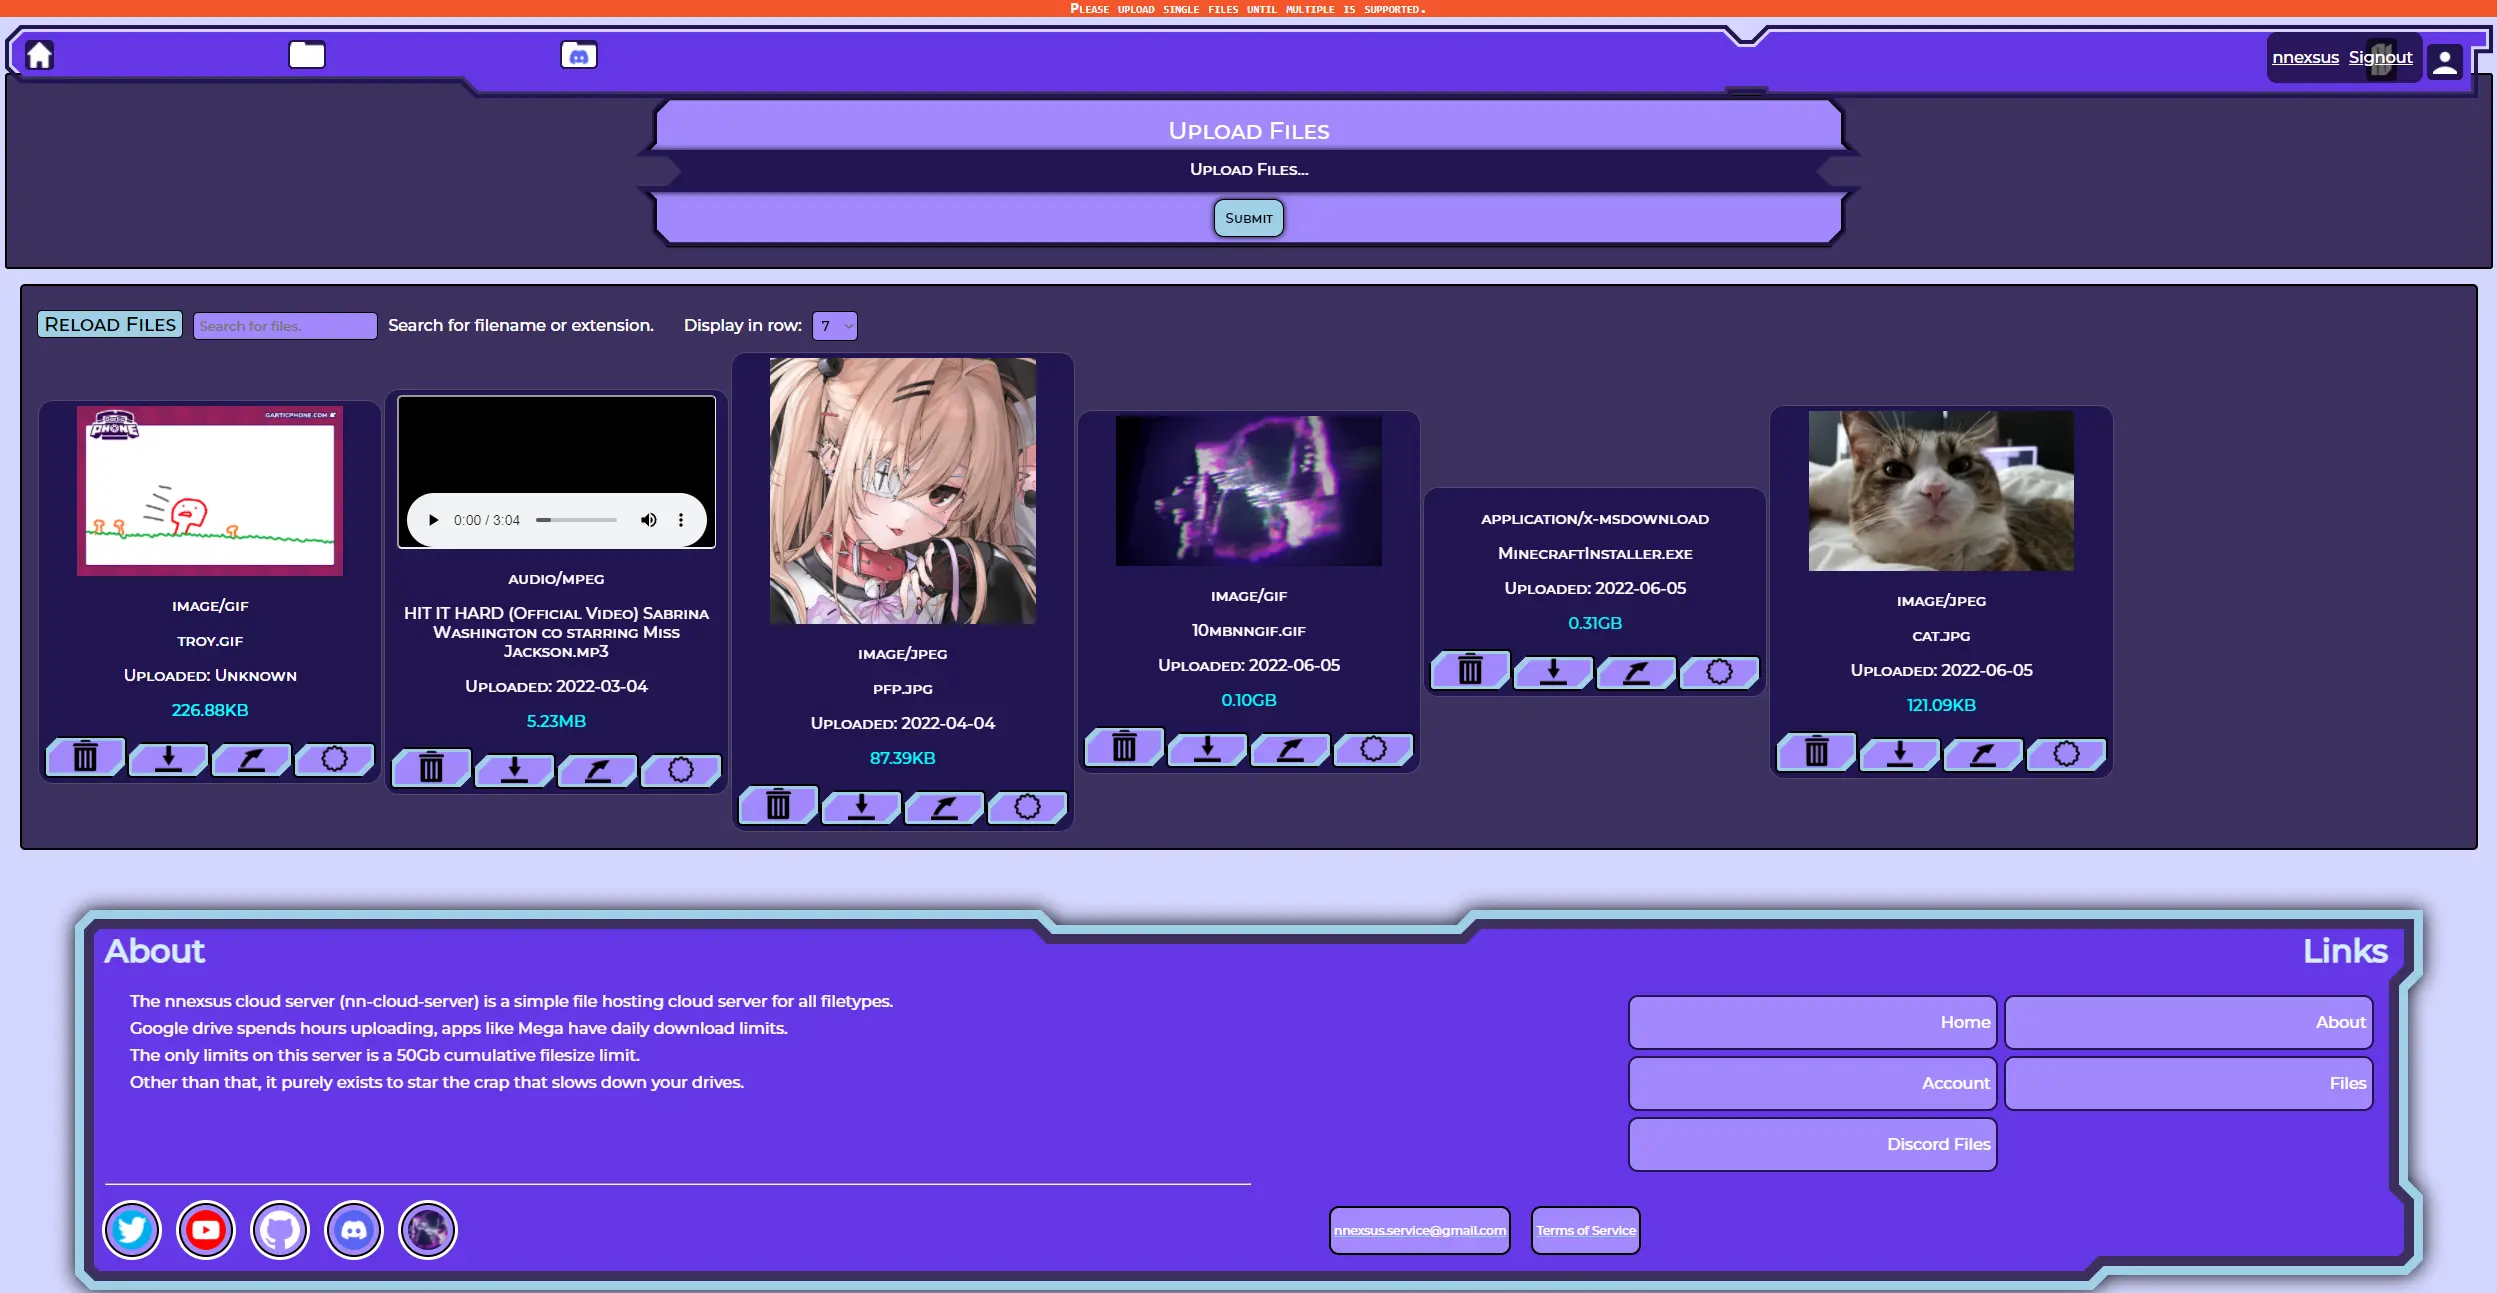 Please upload single files until multiple is supported.
nnexsus Signout
Upload Files
Upload Files...
Submit
Reload Files Search for files. Search for filename or extension. Display in row: 7
GARTICPHONE.COM
PHONE
image/gif
troy.gif
Uploaded: Unknown
226.88KB
0:00 / 3:04
audio/mpeg
HIT IT HARD (Official Video) Sabrina
Washington co starring Miss
Jackson.mp3
Uploaded: 2022-03-04
5.23MB
image/jpeg
pfp.jpg
Uploaded: 2022-04-04
87.39KB
image/gif
10mbnngif.gif
Uploaded: 2022-06-05
0.10GB
application/x-msdownload
MinecraftInstaller.exe
Uploaded: 2022-06-05
0.31GB
image/jpeg
cat.jpg
Uploaded: 2022-06-05
121.09KB
About
The nnexsus cloud server (nn-cloud-server) is a simple file hosting cloud server for all filetypes.
Google drive spends hours uploading, apps like Mega have daily download limits.
The only limits on this server is a 50Gb cumulative filesize limit.
Other than that, it purely exists to star the crap that slows down your drives.
Links
Home
About
Account
Files
Discord Files
nnexsus.service@gmail.com
Terms of Service